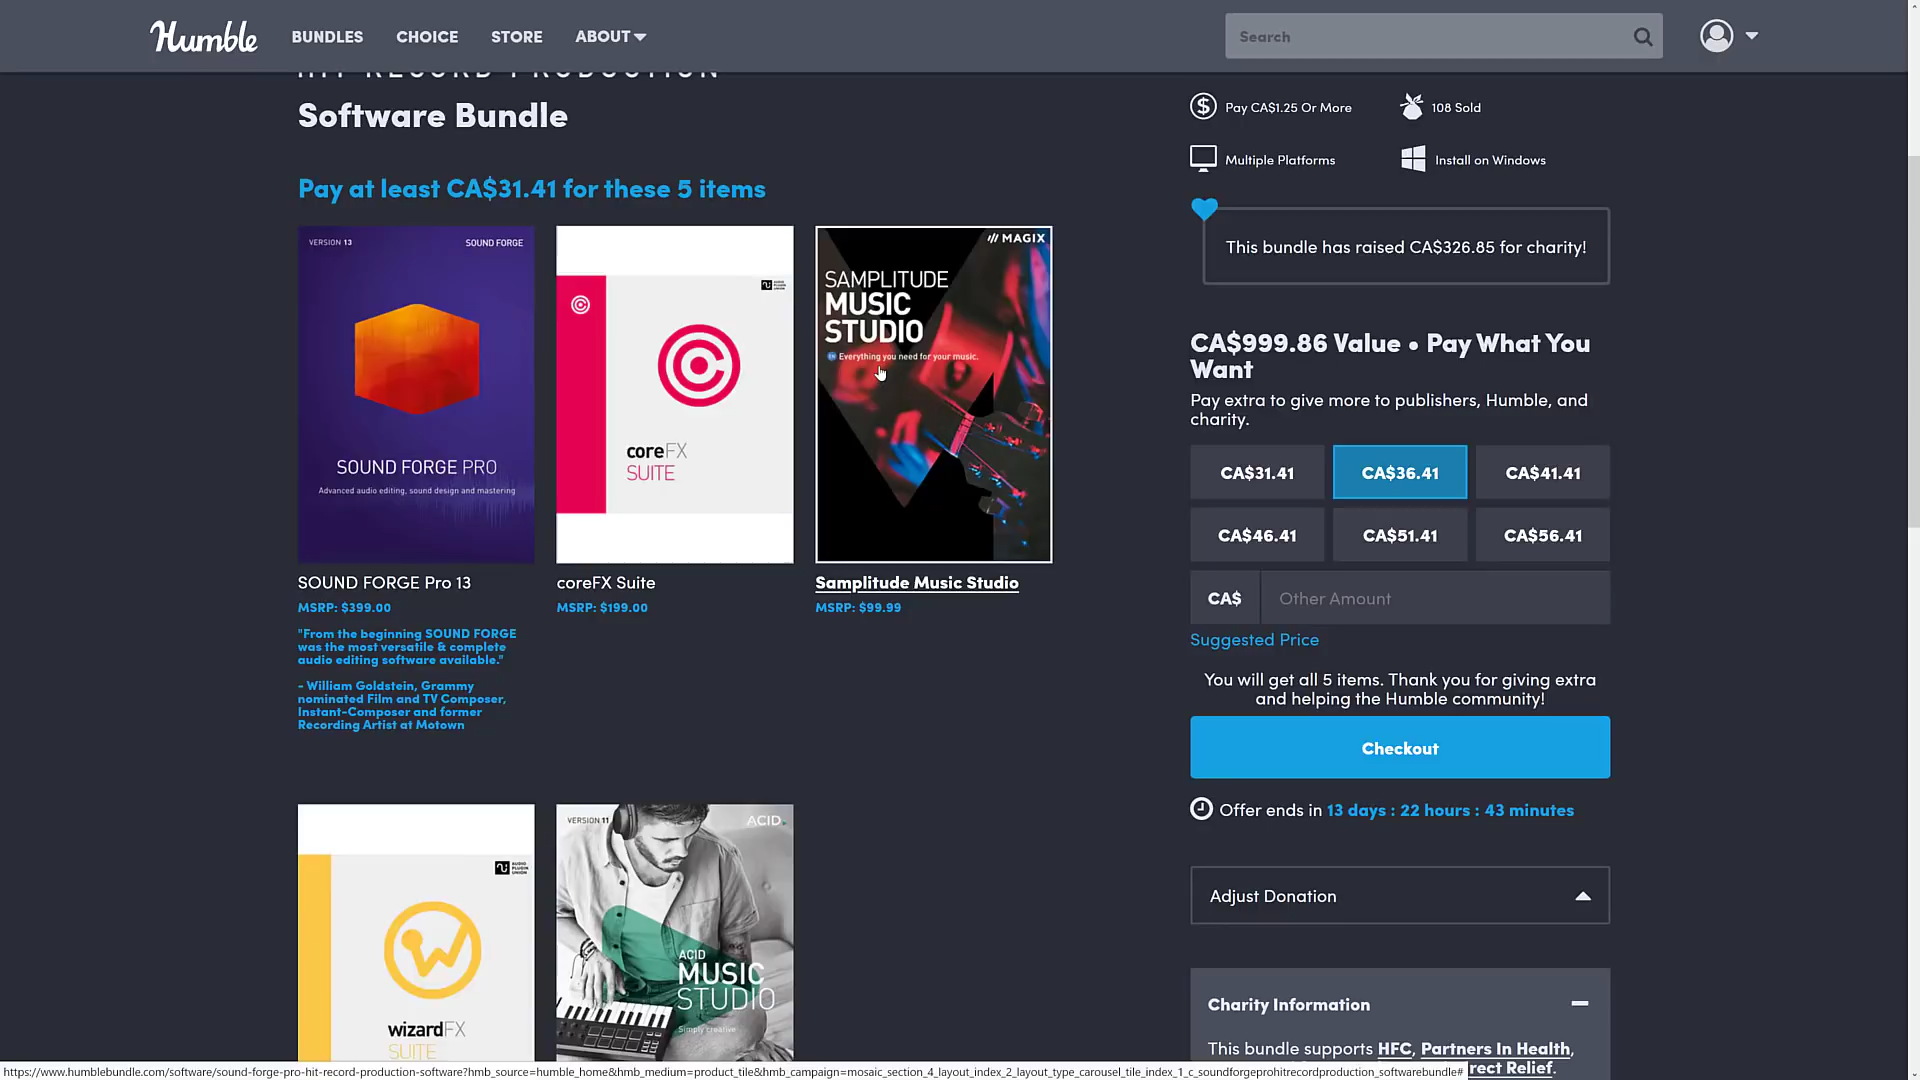 Humble
BUNDLES
CHOICE
STORE
ABOUT
Search
HIT RECORD PRODUCTION
Software Bundle
Pay at least CA$31.41 for these 5 items
VERSION 13
SOUND FORGE
SOUND FORGE PRO
Advanced audio editing, sound design and mastering
SOUND FORGE Pro 13
MSRP: $399.00
"From the beginning SOUND FORGE
was the most versatile & complete
audio editing software available."
- William Goldstein, Grammy
nominated Film and TV Composer,
Instant-Composer and former
Recording Artist at Motown
coreFX
SUITE
coreFX Suite
MSRP: $199.00
MAGIX
SAMPLITUDE
MUSIC
STUDIO
EN Everything you need for your music.
Samplitude Music Studio
MSRP: $99.99
AUDIO
PLUGIN
UNION
wizardFX
SUITE
VERSION 11
ACID
ACID
MUSIC
STUDIO
Simply creative
Pay CA$1.25 Or More
108 Sold
Multiple Platforms
Install on Windows
This bundle has raised CA$326.85 for charity!
CA$999.86 Value • Pay What You
Want
Pay extra to give more to publishers, Humble, and
charity.
CA$31.41
CA$36.41
CA$41.41
CA$46.41
CA$51.41
CA$56.41
CA$
Other Amount
Suggested Price
You will get all 5 items. Thank you for giving extra
and helping the Humble community!
Checkout
Offer ends in 13 days : 22 hours : 43 minutes
Adjust Donation
Charity Information
This bundle supports HFC, Partners In Health,
rect Relief.
https://www.humblebundle.com/software/sound-forge-pro-hit-record-production-software?hmb_source=humble_home&hmb_medium=product_tile&hmb_campaign=mosaic_section_4_layout_index_2_layout_type_carousel_tile_index_1_c_soundforgeprohitrecordproduction_softwarebundle#